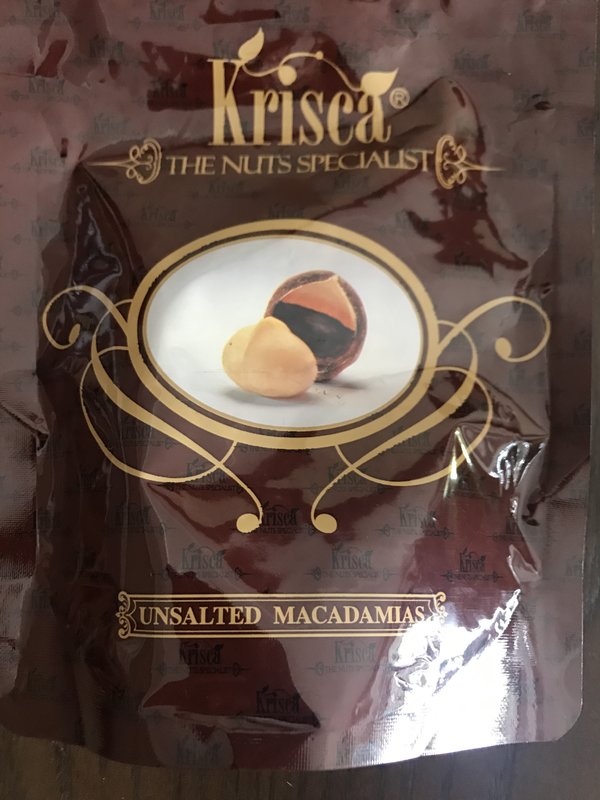 Krisca®
THE NUTS SPECIALIST
UNSALTED MACADAMIAS